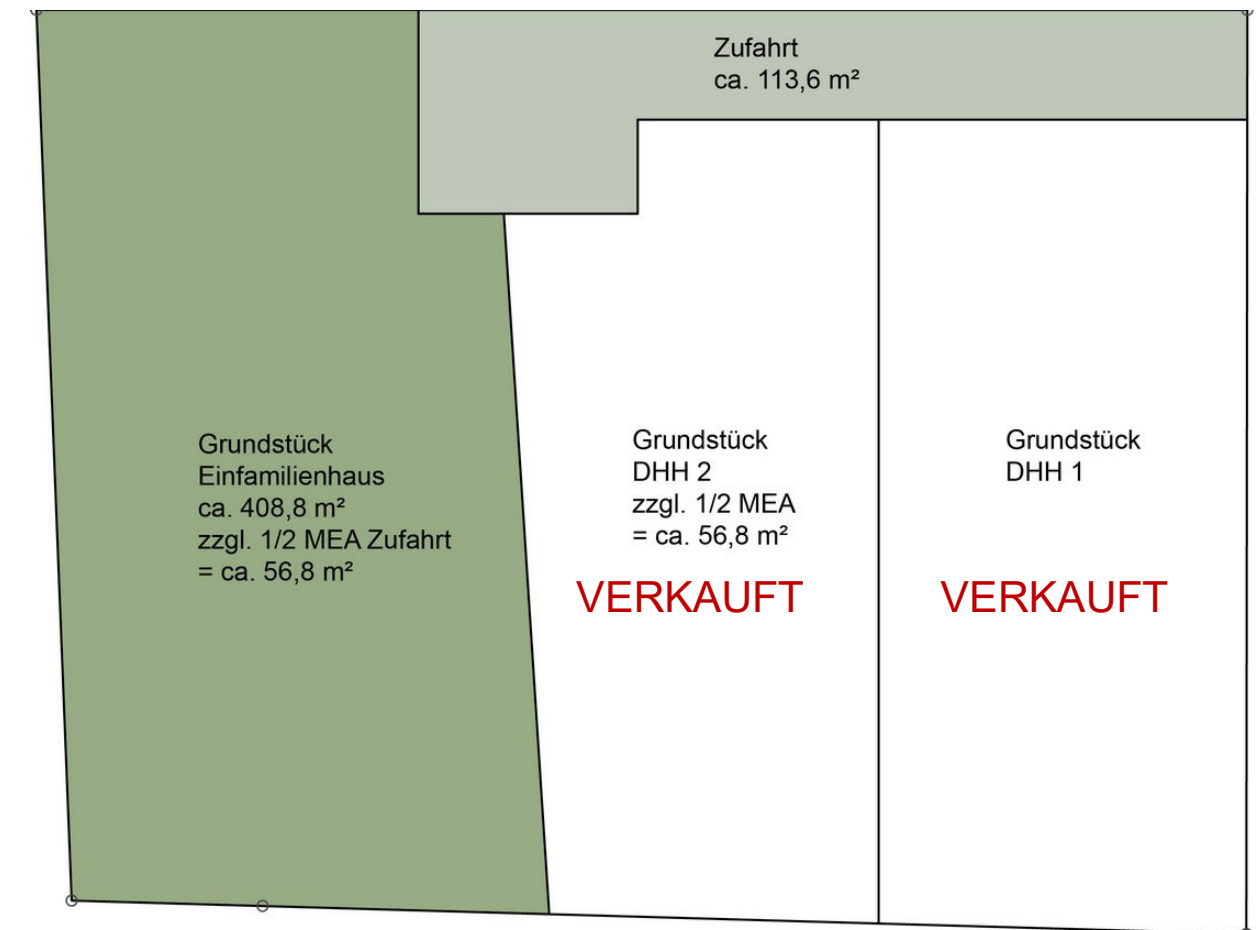 Zufahrt
ca. 113,6 m²
Grundstück
Einfamilienhaus
ca. 408,8 m²
zzgl. 1/2 MEA Zufahrt
= ca. 56,8 m²
Grundstück
DHH 2
zzgl. 1/2 MEA
= ca. 56,8 m²
VERKAUFT
Grundstück
DHH 1
VERKAUFT